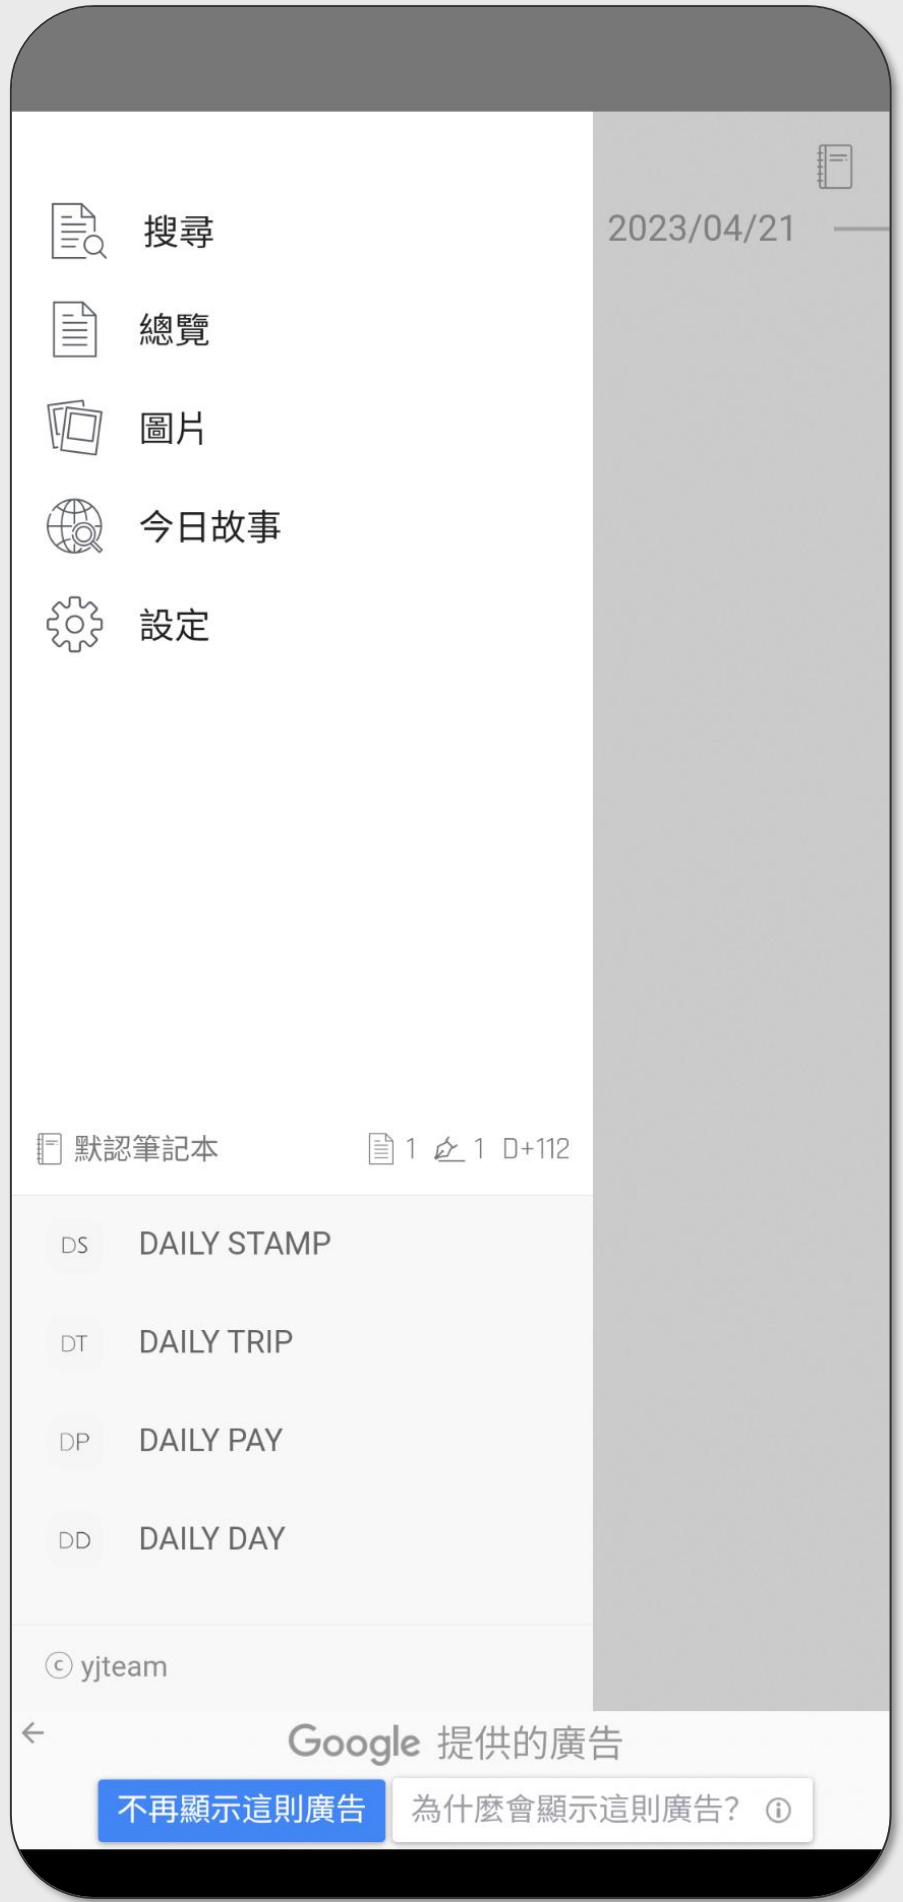 搜尋
2023/04/21
總覽
圖片
今日故事
設定
默認筆記本 1 1 D+112
DS DAILY STAMP
DT DAILY TRIP
DP DAILY PAY
DD DAILY DAY
© yjteam
Google 提供的廣告
不再顯示這則廣告 為什麼會顯示這則廣告?